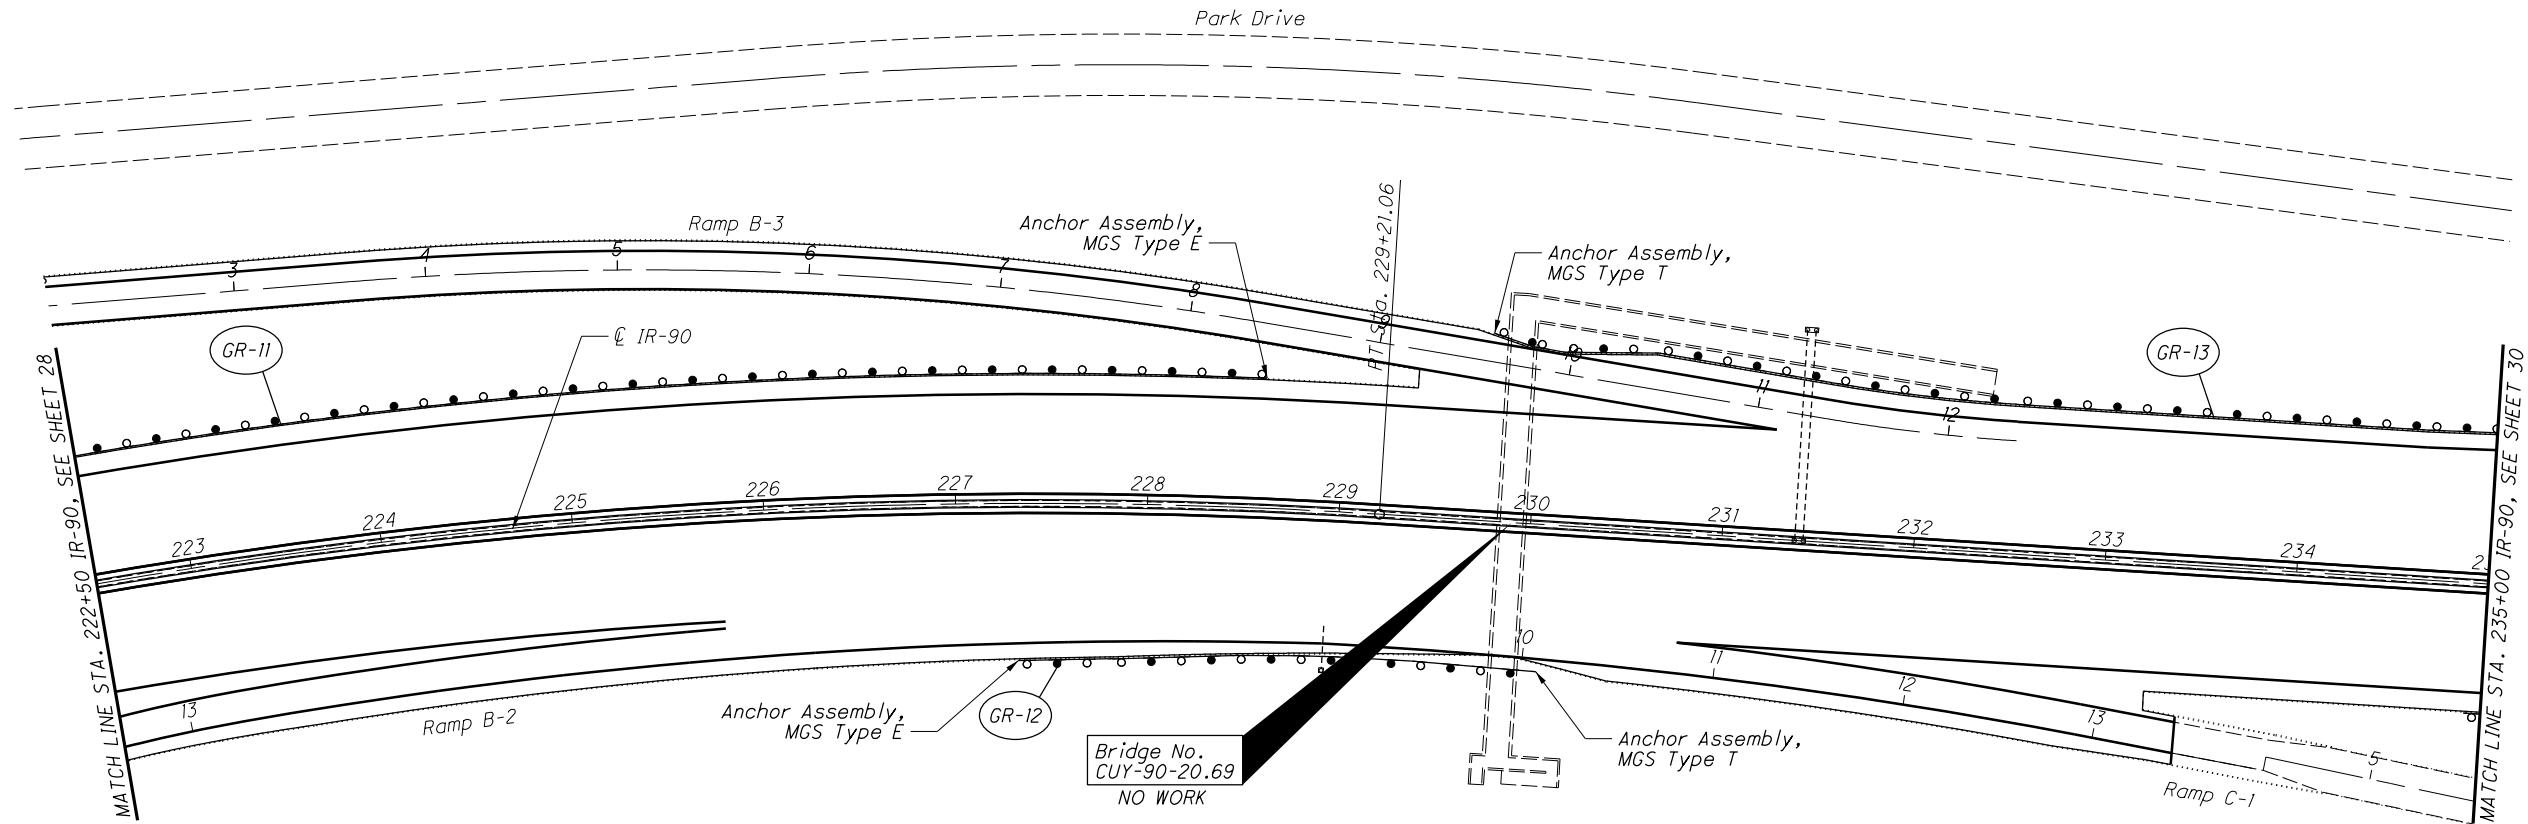 Park Drive
Ramp B-3
Anchor Assembly,
MGS Type E
PT Sta. 229+21.06
Anchor Assembly,
MGS Type T
3
4
5
6
7
8
9
10
11
12
GR-11
℄ IR-90
GR-13
MATCH LINE STA. 222+50 IR-90, SEE SHEET 28
223
224
225
226
227
228
229
230
231
232
233
234
MATCH LINE STA. 235+00 IR-90, SEE SHEET 30
13
Ramp B-2
Anchor Assembly,
MGS Type E
GR-12
10
11
12
13
5
Bridge No.
CUY-90-20.69
NO WORK
Anchor Assembly,
MGS Type T
Ramp C-1